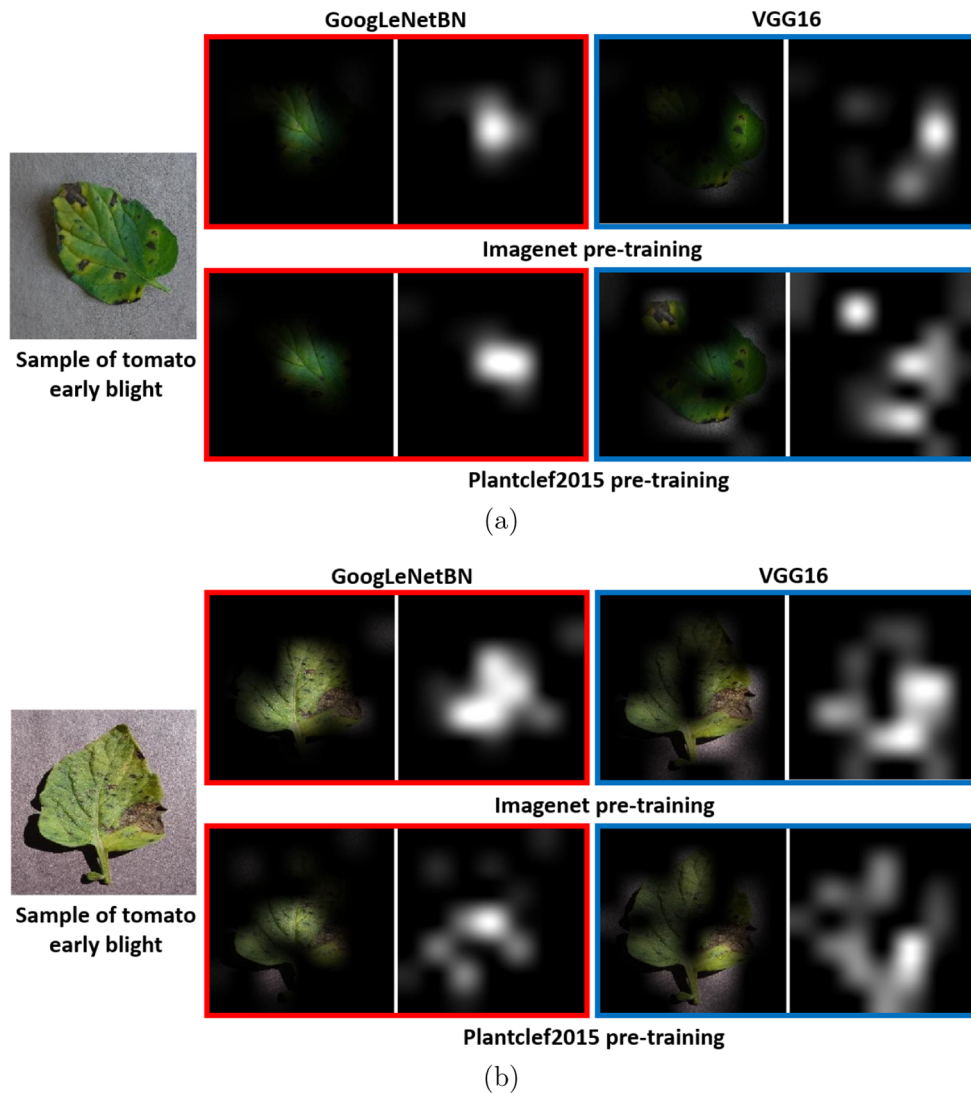 GoogLeNetBN
VGG16
Imagenet pre-training
Sample of tomato
early blight
Plantclef2015 pre-training
(a)
GoogLeNetBN
VGG16
Imagenet pre-training
Sample of tomato
early blight
Plantclef2015 pre-training
(b)